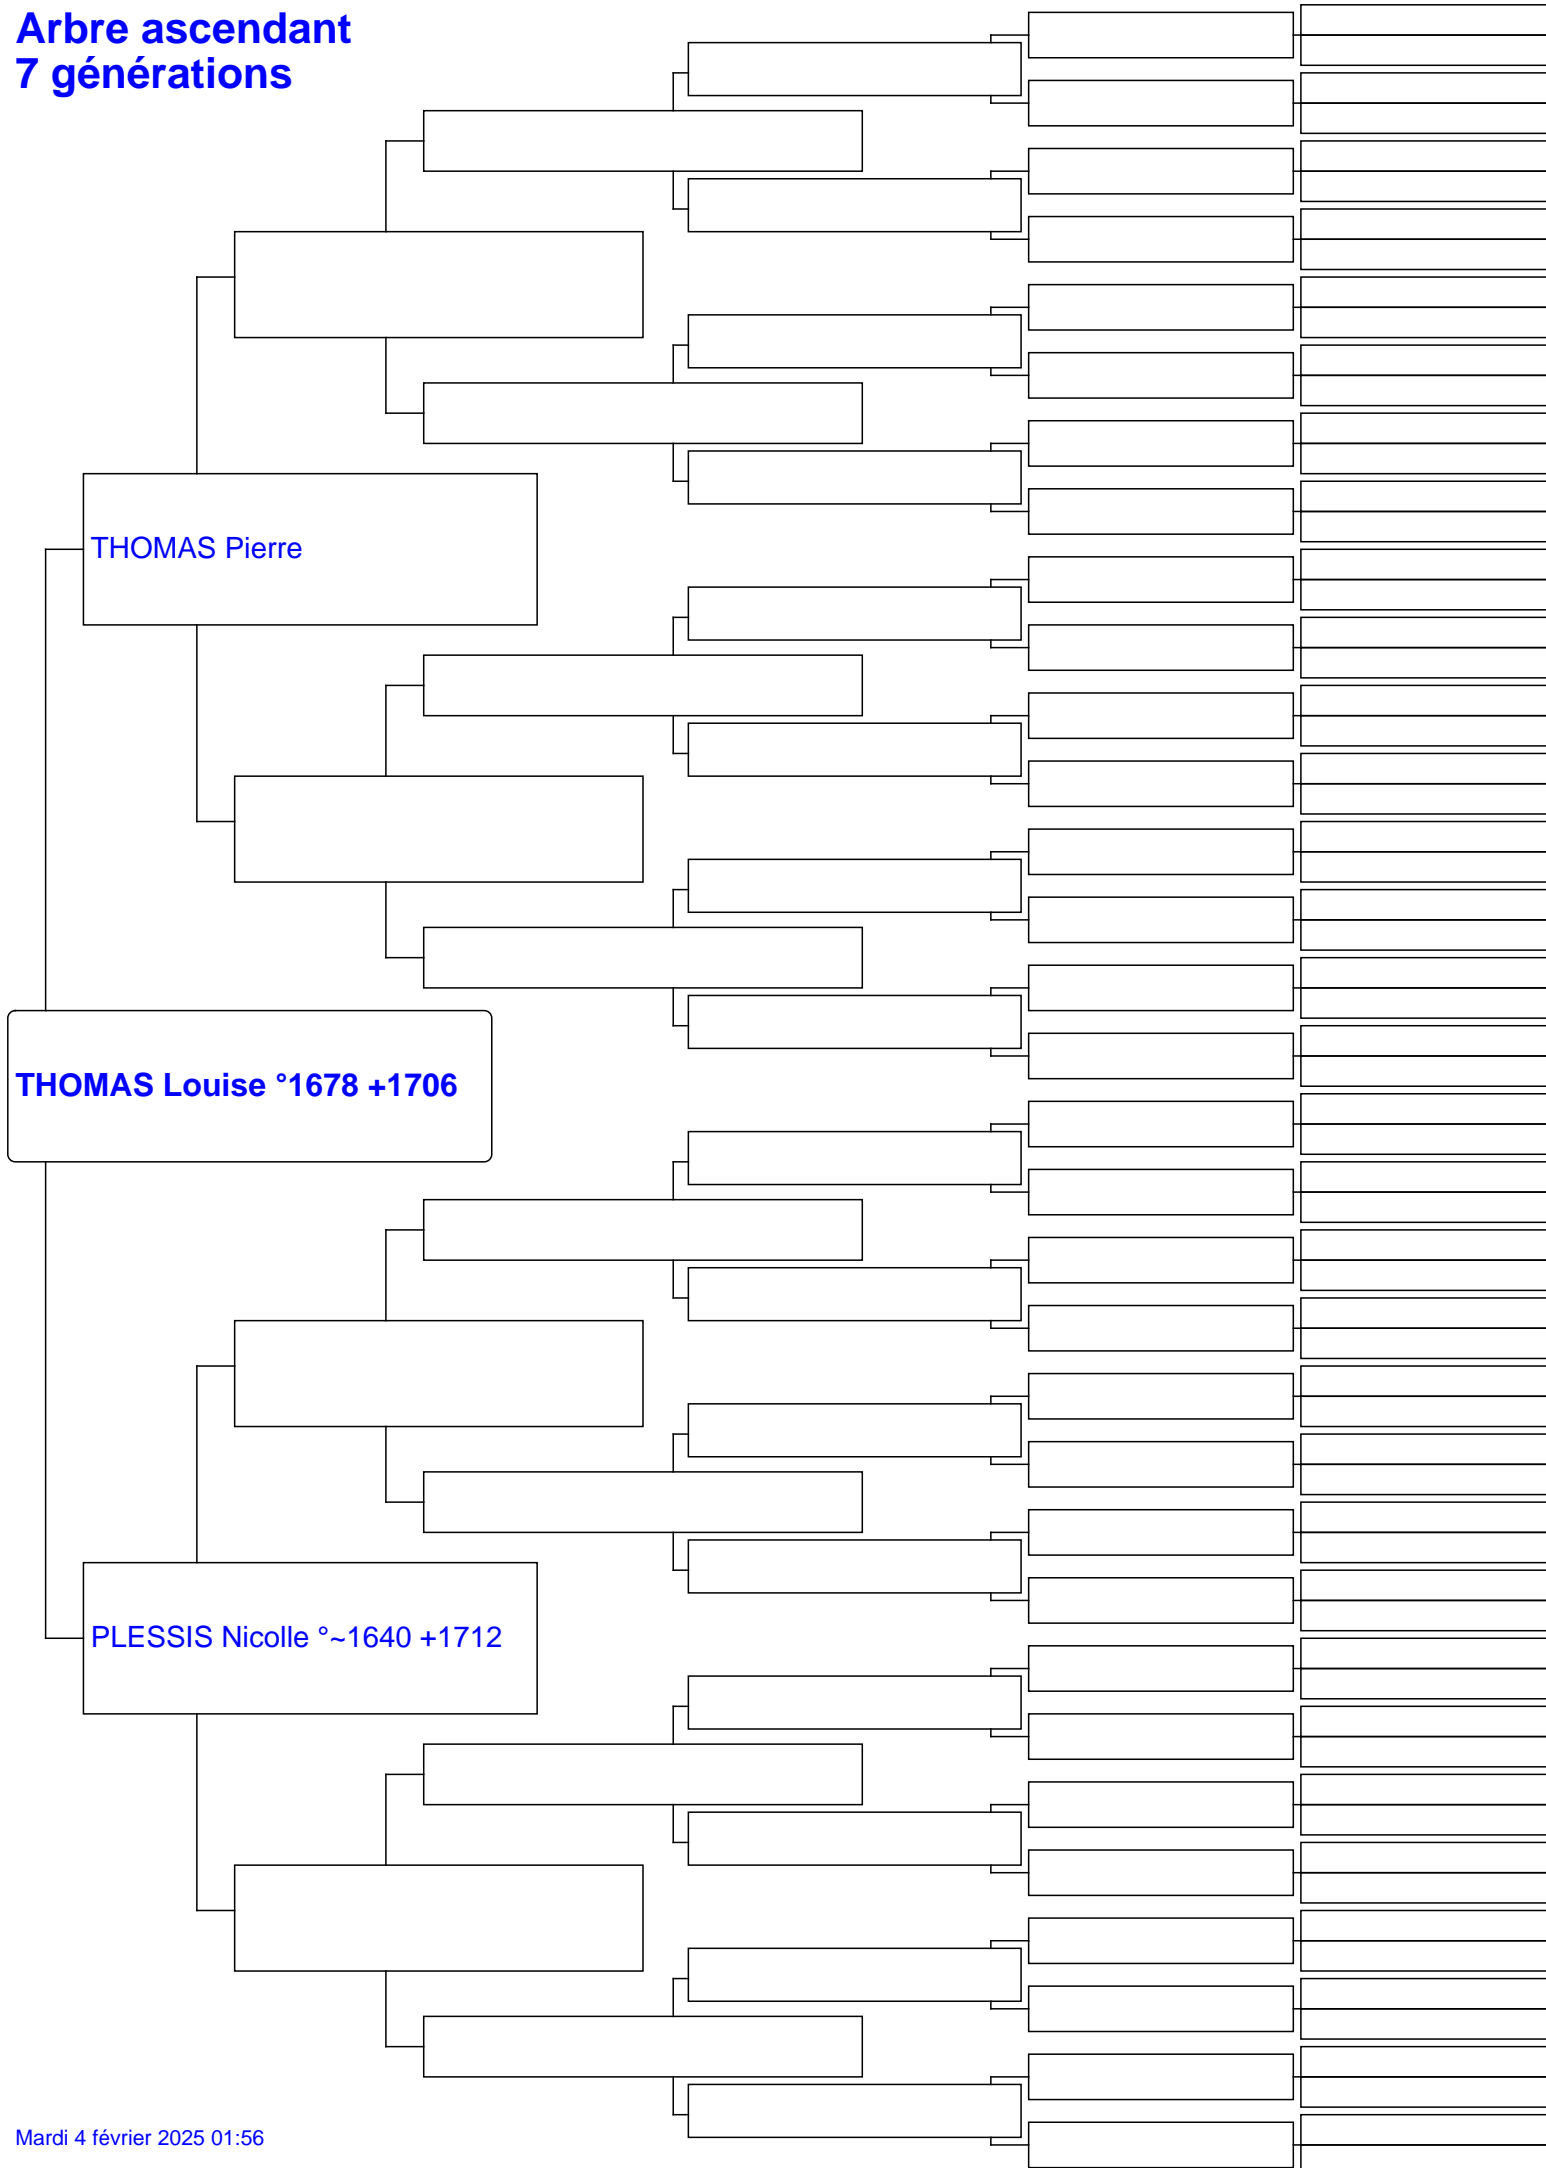 Arbre ascendant
7 générations
THOMAS Pierre
THOMAS Louise °1678 +1706
PLESSIS Nicolle °~1640 +1712
Mardi 4 février 2025 01:56